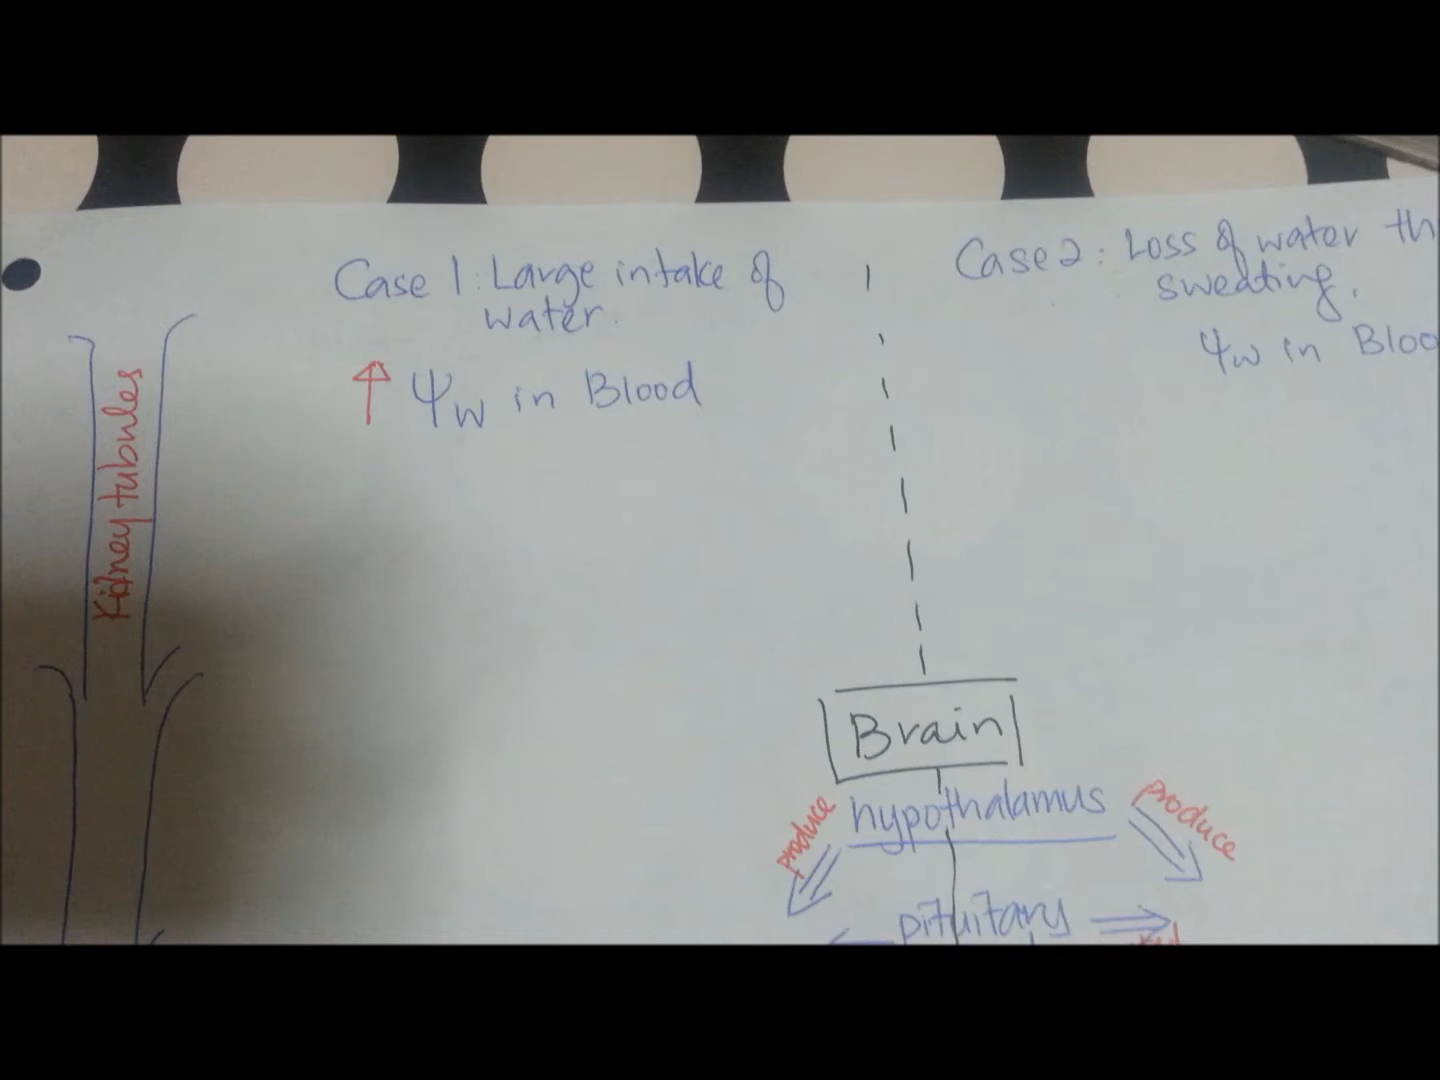 Case 1: Large intake of
water.
↑ Ψw in Blood
Case 2: Loss of water th
sweating.
Ψw in Bloo
Kidney tubules
Brain
hypothalamus
produce
produce
pituitary